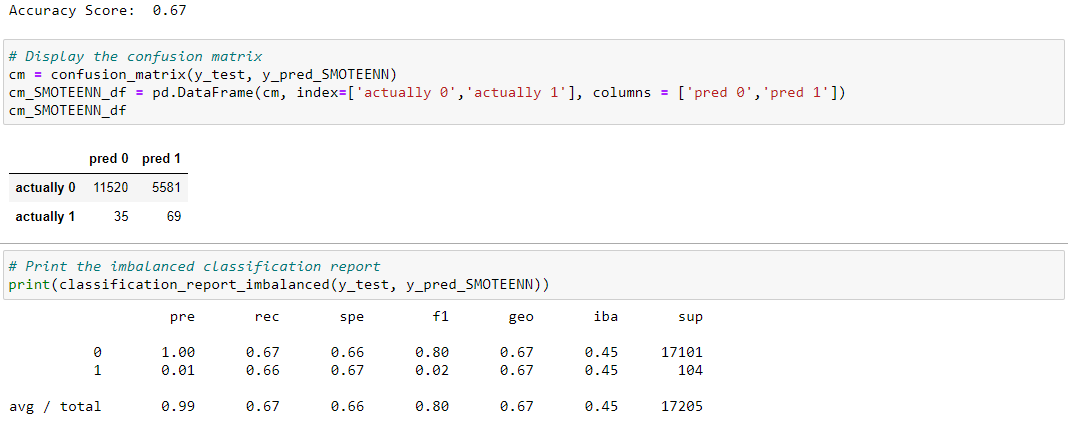 Accuracy Score:  0.67
# Display the confusion matrix
cm = confusion_matrix(y_test, y_pred_SMOTEENN)
cm_SMOTEENN_df = pd.DataFrame(cm, index=['actually 0','actually 1'], columns = ['pred 0','pred 1'])
cm_SMOTEENN_df
pred 0 pred 1
actually 0 11520 5581
actually 1 35 69
# Print the imbalanced classification report
print(classification_report_imbalanced(y_test, y_pred_SMOTEENN))
pre rec spe f1 geo iba sup
0 1.00 0.67 0.66 0.80 0.67 0.45 17101
1 0.01 0.66 0.67 0.02 0.67 0.45 104
avg / total 0.99 0.67 0.66 0.80 0.67 0.45 17205